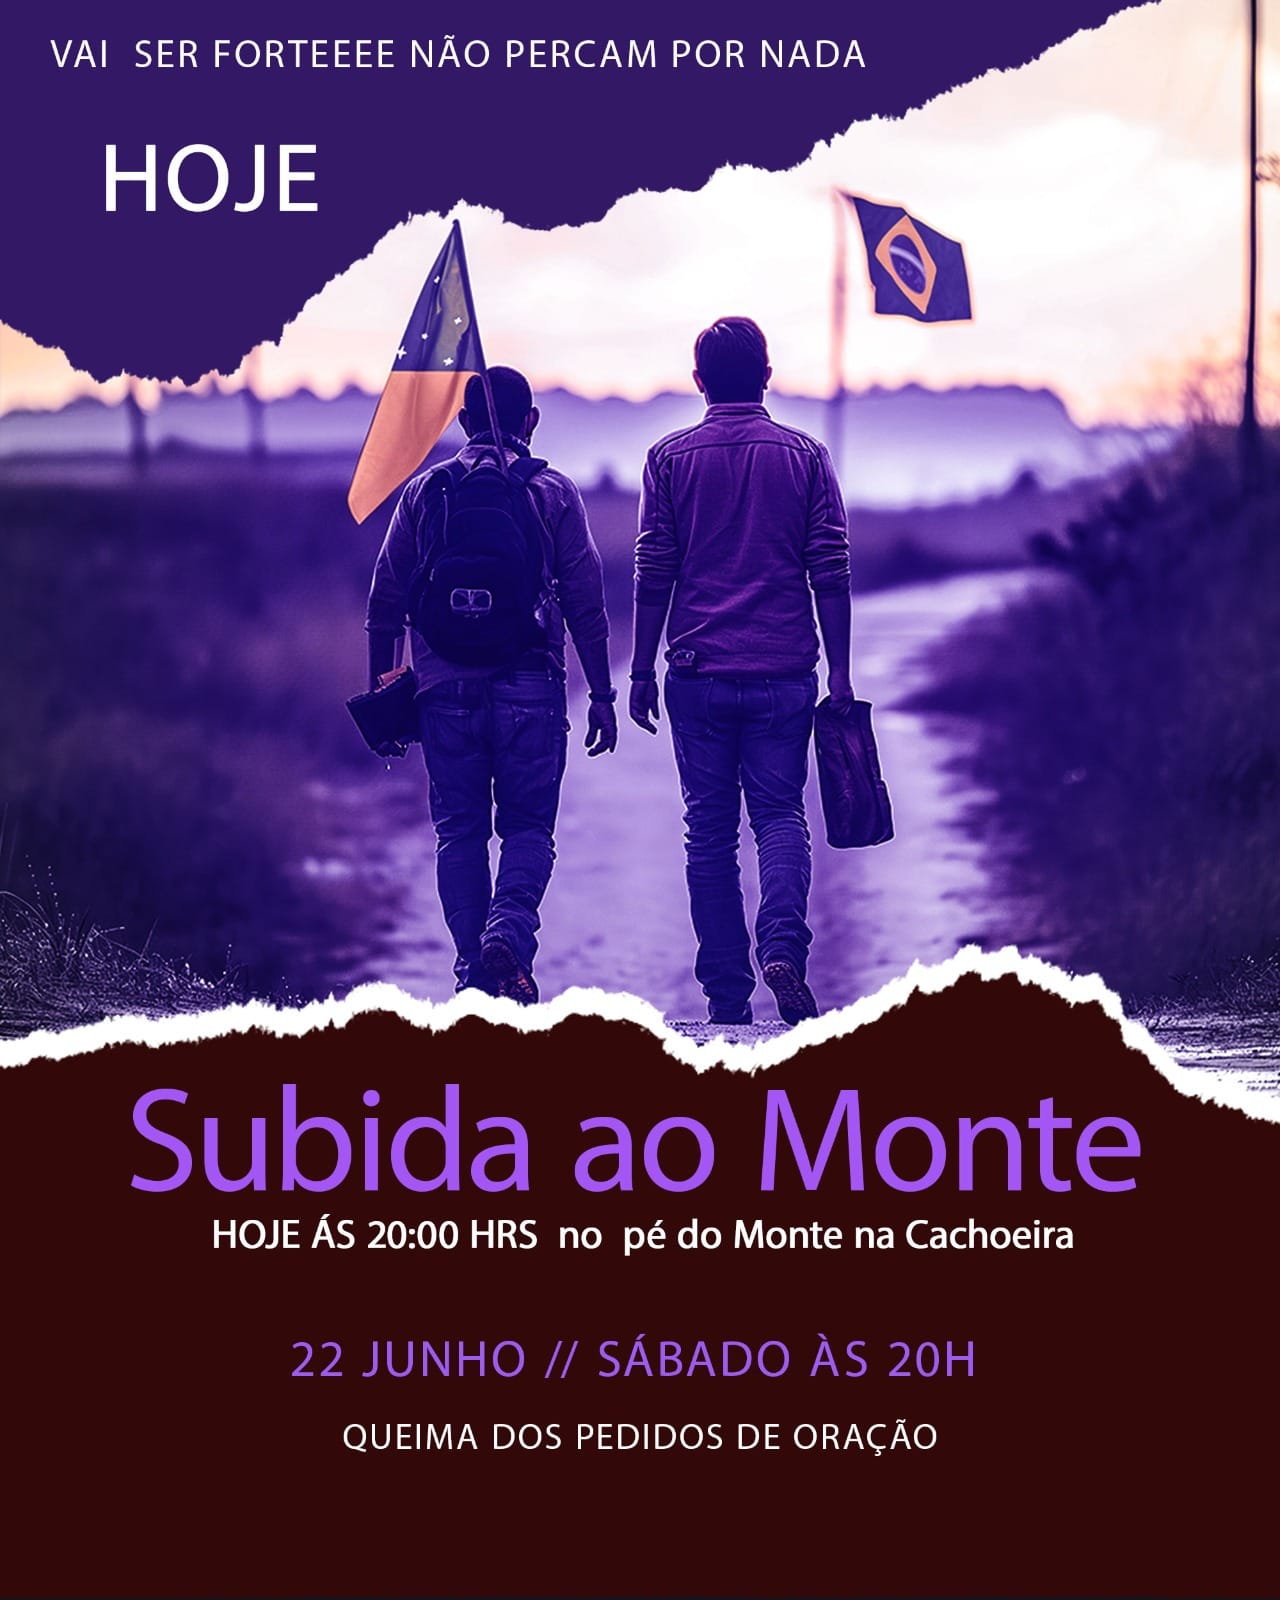 VAI SER FORTEEEE NÃO PERCAM POR NADA
HOJE
Subida ao Monte
HOJE ÁS 20:00 HRS no pé do Monte na Cachoeira
22 JUNHO // SÁBADO ÀS 20H
QUEIMA DOS PEDIDOS DE ORAÇÃO